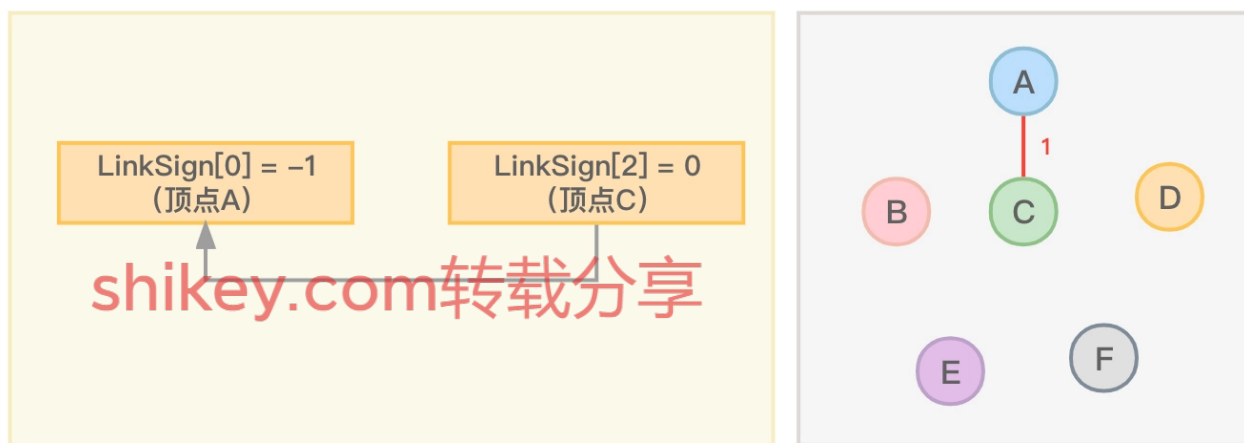 LinkSign[0] = –1
（顶点A）
LinkSign[2] = 0
（顶点C）
shikey.com转载分享
A
1
B
C
D
E
F